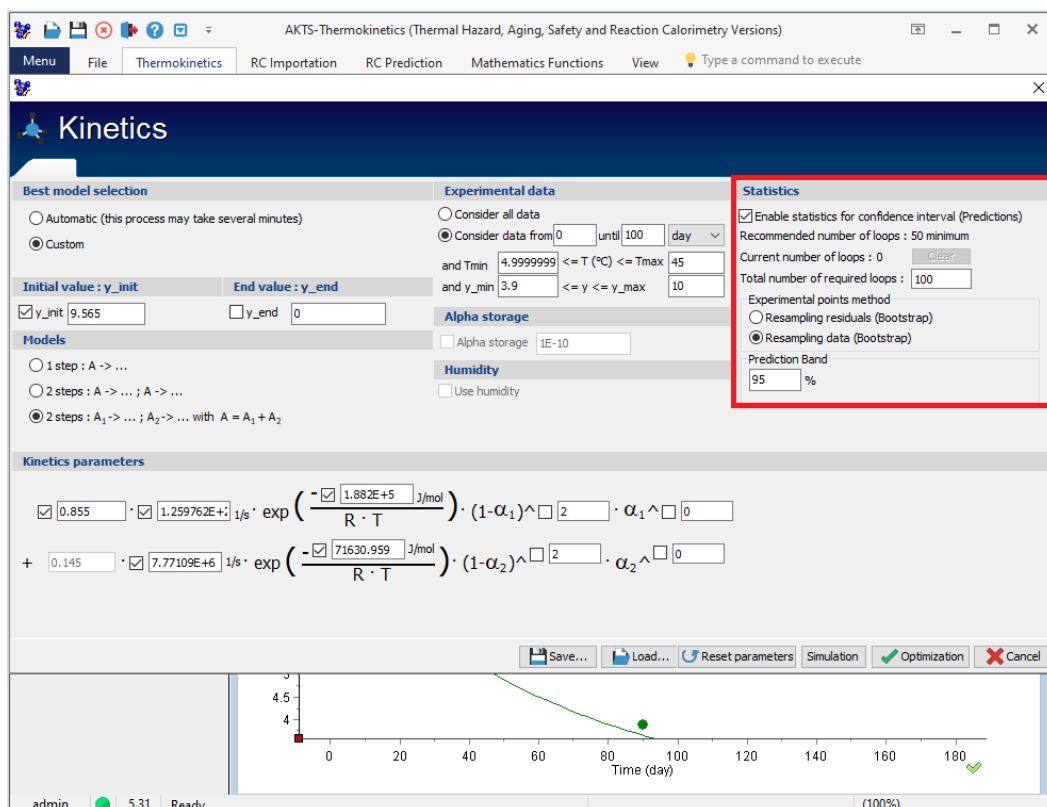 AKTS-Thermokinetics (Thermal Hazard, Aging, Safety and Reaction Calorimetry Versions)
Menu File Thermokinetics RC Importation RC Prediction Mathematics Functions View Type a command to execute
Kinetics
Best model selection
Automatic (this process may take several minutes)
Custom
Initial value : y_init End value : y_end
y_init 9.565 y_end 0
Models
1 step : A -> ...
2 steps : A -> ... ; A -> ...
2 steps : A₁ -> ... ; A₂ -> ... with A = A₁ + A₂
Experimental data
Consider all data
Consider data from 0 until 100 day
and Tmin 4.9999999 <= T (°C) <= Tmax 45
and y_min 3.9 <= y <= y_max 10
Alpha storage
Alpha storage 1E-10
Humidity
Use humidity
Statistics
Enable statistics for confidence interval (Predictions)
Recommended number of loops : 50 minimum
Current number of loops : 0 Clear
Total number of required loops : 100
Experimental points method
Resampling residuals (Bootstrap)
Resampling data (Bootstrap)
Prediction Band
95 %
Kinetics parameters
0.855 · 1.259762E+2 1/s · exp ( - 1.882E+5 J/mol / R · T ) · (1-α₁)^ 2 · α₁^ 0
+ 0.145 · 7.77109E+6 1/s · exp ( - 71630.959 J/mol / R · T ) · (1-α₂)^ 2 · α₂^ 0
Save... Load... Reset parameters Simulation Optimization Cancel
5
4.5
4
0 20 40 60 80 100 120 140 160 180
Time (day)
admin 5.31 Ready (100%)